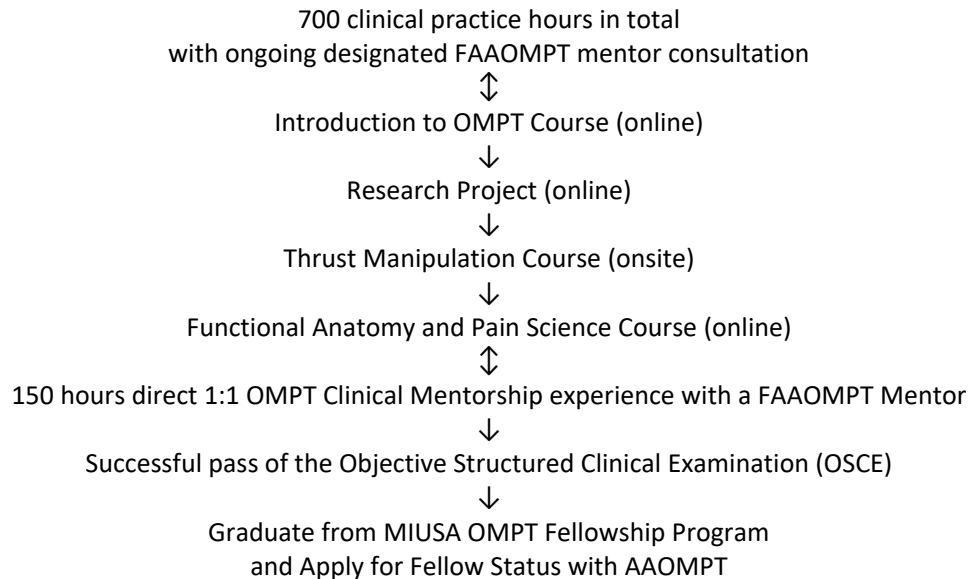 700 clinical practice hours in total
with ongoing designated FAAOMPT mentor consultation
↕
Introduction to OMPT Course (online)
↓
Research Project (online)
↓
Thrust Manipulation Course (onsite)
↓
Functional Anatomy and Pain Science Course (online)
↕
150 hours direct 1:1 OMPT Clinical Mentorship experience with a FAAOMPT Mentor
↓
Successful pass of the Objective Structured Clinical Examination (OSCE)
↓
Graduate from MIUSA OMPT Fellowship Program
and Apply for Fellow Status with AAOMPT